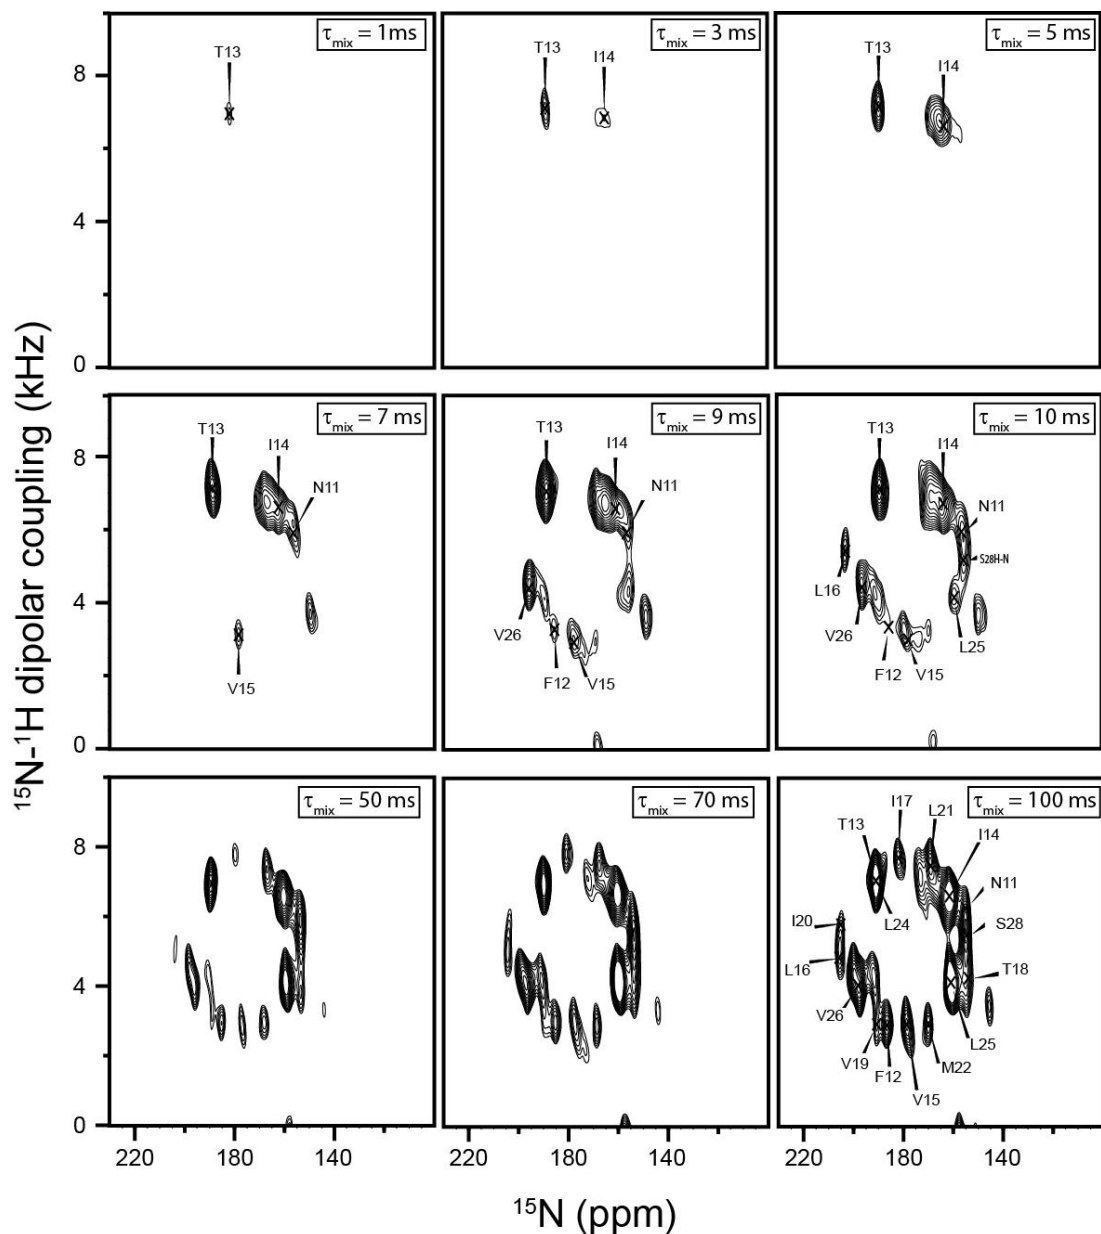 τmix = 1ms
T13
τmix = 3 ms
T13
I14
τmix = 5 ms
T13
I14
8
4
0
τmix = 7 ms
T13
I14
N11
V15
τmix = 9 ms
T13
I14
N11
V26
F12
V15
τmix = 10 ms
T13
I14
N11
S28H-N
L16
V26
F12
V15
L25
8
4
0
τmix = 50 ms
τmix = 70 ms
τmix = 100 ms
I17
L21
T13
I14
N11
L24
S28
I20
L16
T18
V26
L25
V19
M22
F12
V15
8
4
0
220 180 140
220 180 140
220 180 140
15N-1H dipolar coupling (kHz)
15N (ppm)